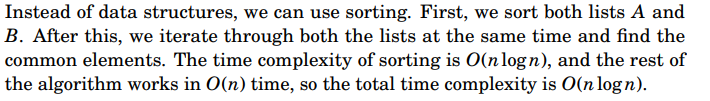 Instead of data structures, we can use sorting. First, we sort both lists A and
B. After this, we iterate through both the lists at the same time and find the
common elements. The time complexity of sorting is O(n log n), and the rest of
the algorithm works in O(n) time, so the total time complexity is O(n log n).